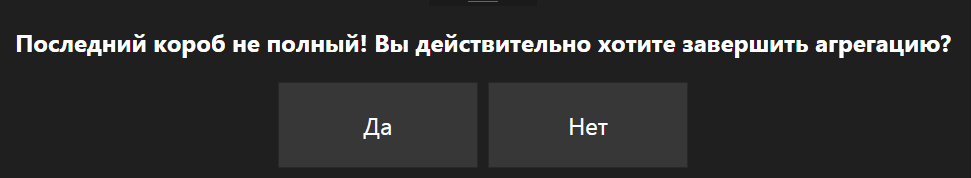 Последний короб не полный! Вы действительно хотите завершить агрегацию?
Да
Нет